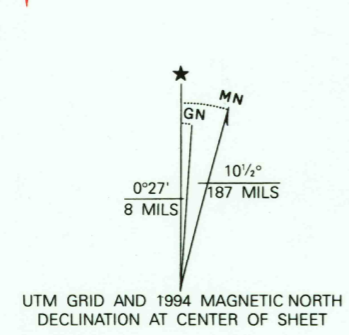 ★
MN
GN
10½°
187 MILS
0°27'
8 MILS
UTM GRID AND 1994 MAGNETIC NORTH
DECLINATION AT CENTER OF SHEET